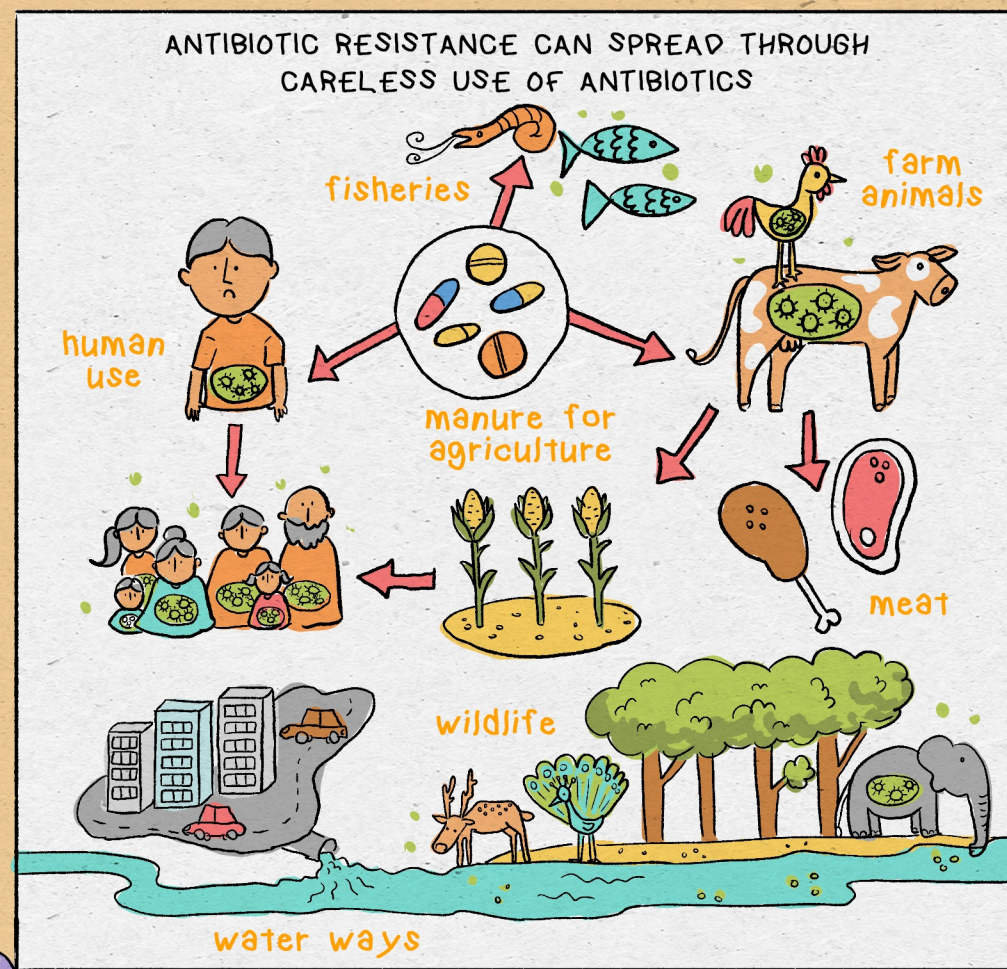 ANTIBIOTIC RESISTANCE CAN SPREAD THROUGH
CARELESS USE OF ANTIBIOTICS
fisheries
farm
animals
human
use
manure for
agriculture
meat
wildlife
water ways